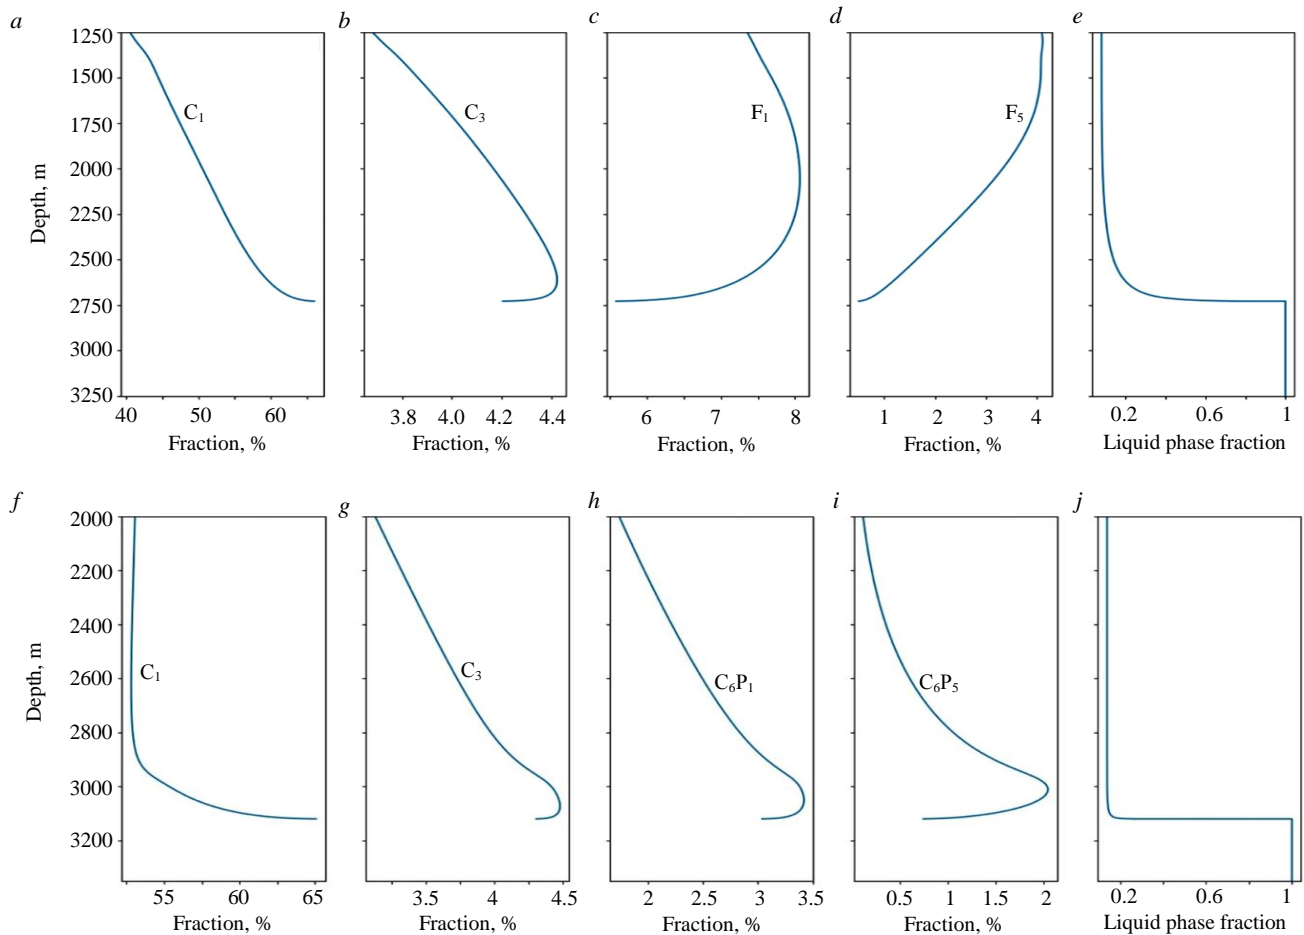 a b c d e
1250
1500
1750
2000
2250
2500
2750
3000
3250
Depth, m
C₁
C₃
F₁
F₅
40 50 60
3.8 4.0 4.2 4.4
6 7 8
1 2 3 4
0.2 0.6 1
Fraction, % Fraction, % Fraction, % Fraction, % Liquid phase fraction
f g h i j
2000
2200
2400
2600
2800
3000
3200
Depth, m
C₁
C₃
C₆P₁
C₆P₅
55 60 65
3.5 4 4.5
2 2.5 3 3.5
0.5 1 1.5 2
0.2 0.6 1
Fraction, % Fraction, % Fraction, % Fraction, % Liquid phase fraction